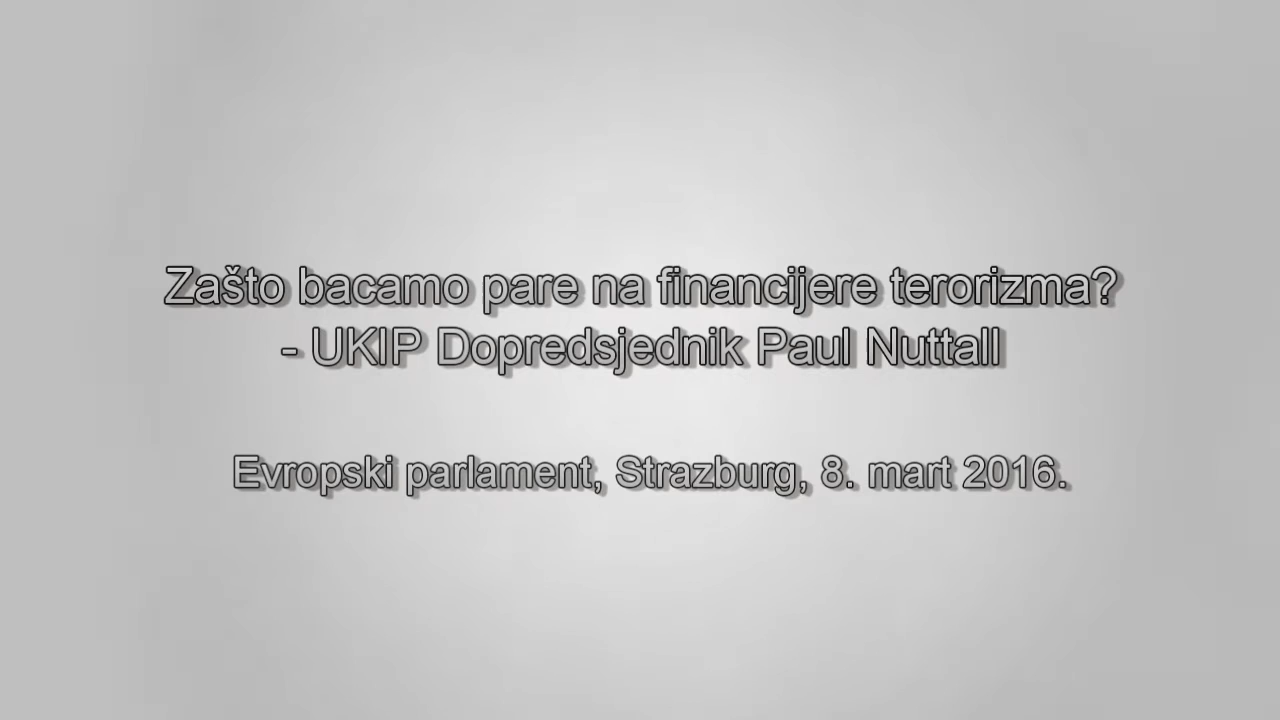 Zašto bacamo pare na financijere terorizma?
- UKIP Dopredsjednik Paul Nuttall
Evropski parlament, Strazburg, 8. mart 2016.